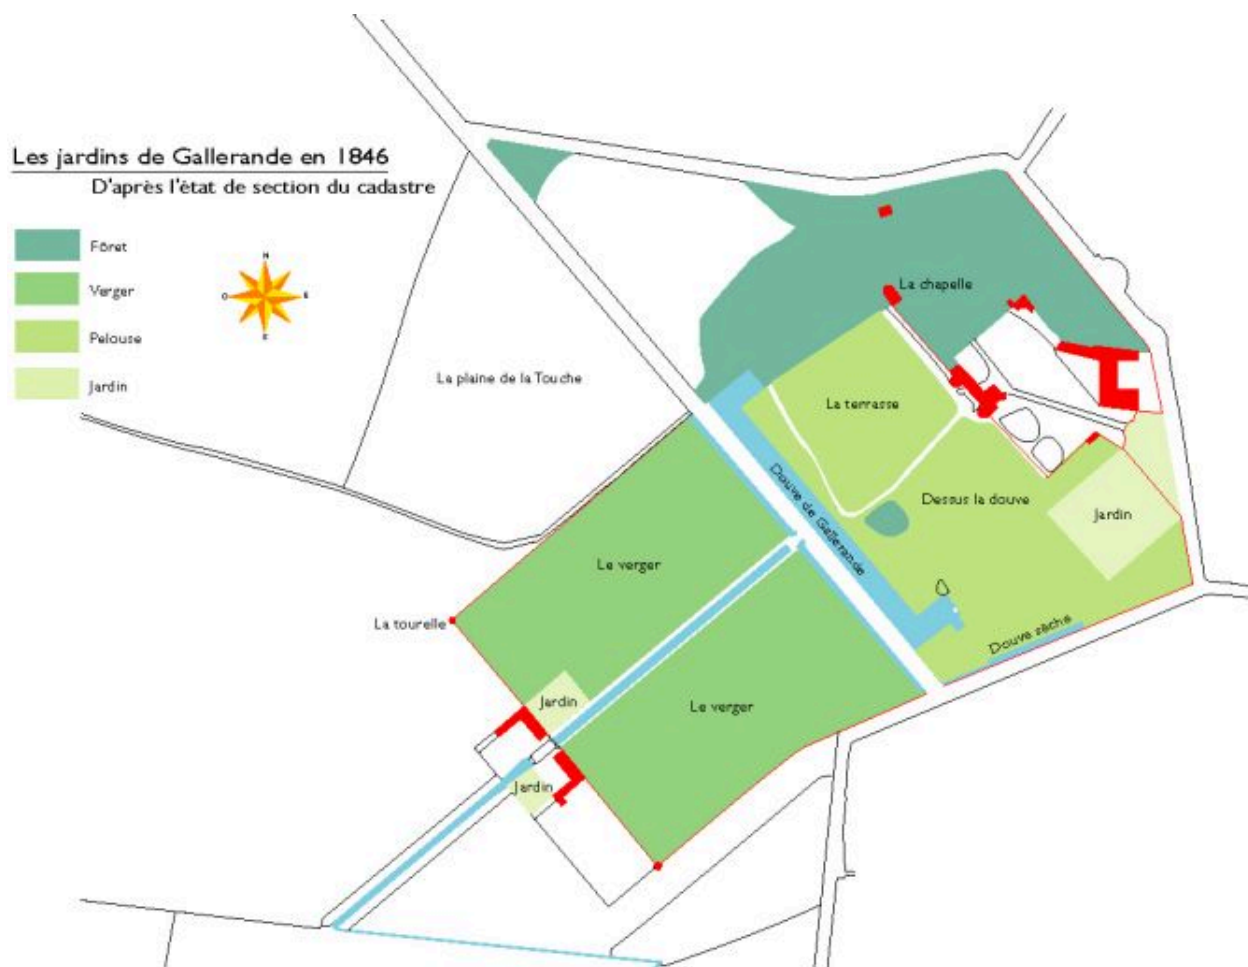 Les jardins de Gallerande en 1846
D'après l'ètat de section du cadastre
Fôret
Verger
Pelouse
Jardin
N
O
E
E
La chapelle
La plaine de la Touche
La terrasse
Dessus la douve
Jardin
Douve de Gallerande
Le verger
La tourelle
Douve sèche
Jardin
Le verger
Jardin